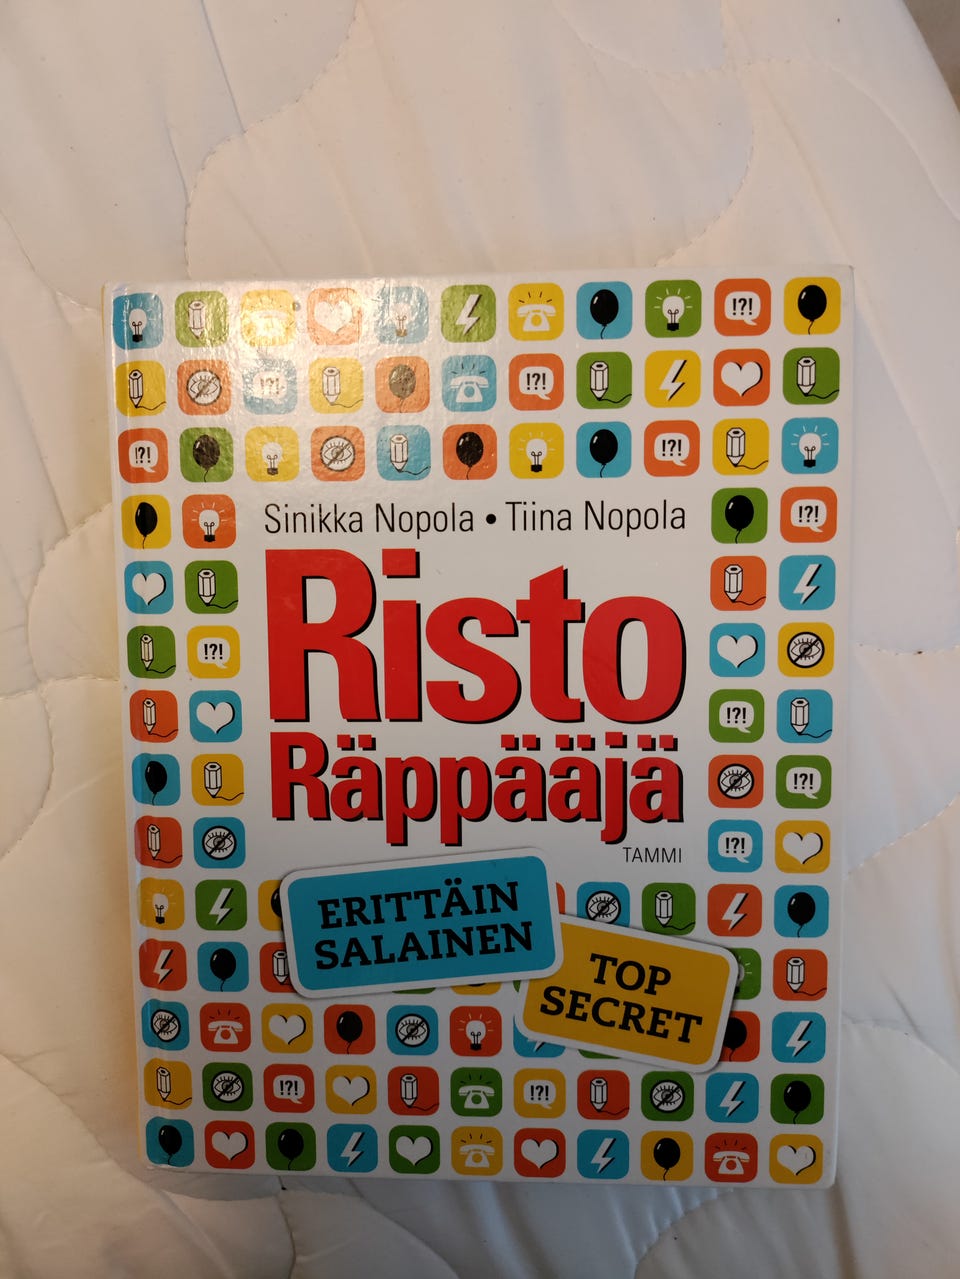 Sinikka Nopola • Tiina Nopola
Risto
Räppääjä
TAMMI
ERITTÄIN
SALAINEN
TOP
SECRET